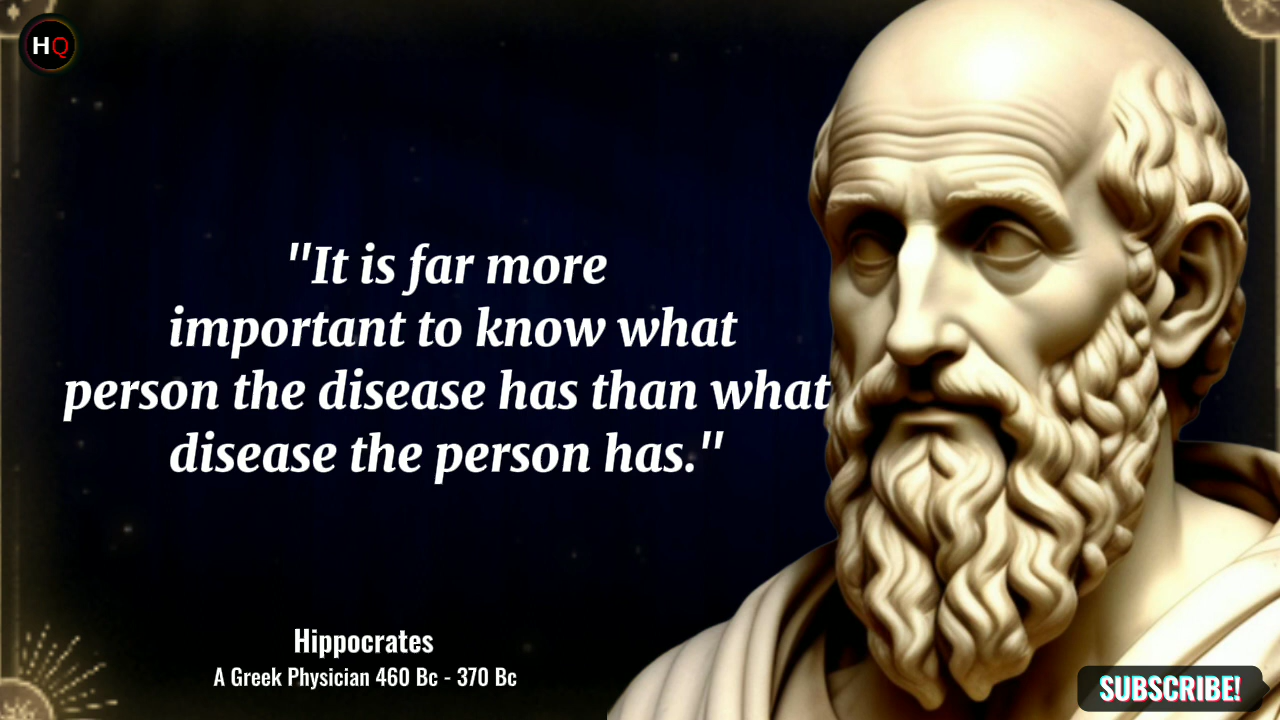 HQ
"It is far more
important to know what
person the disease has than what
disease the person has."
Hippocrates
A Greek Physician 460 Bc - 370 Bc
SUBSCRIBE!